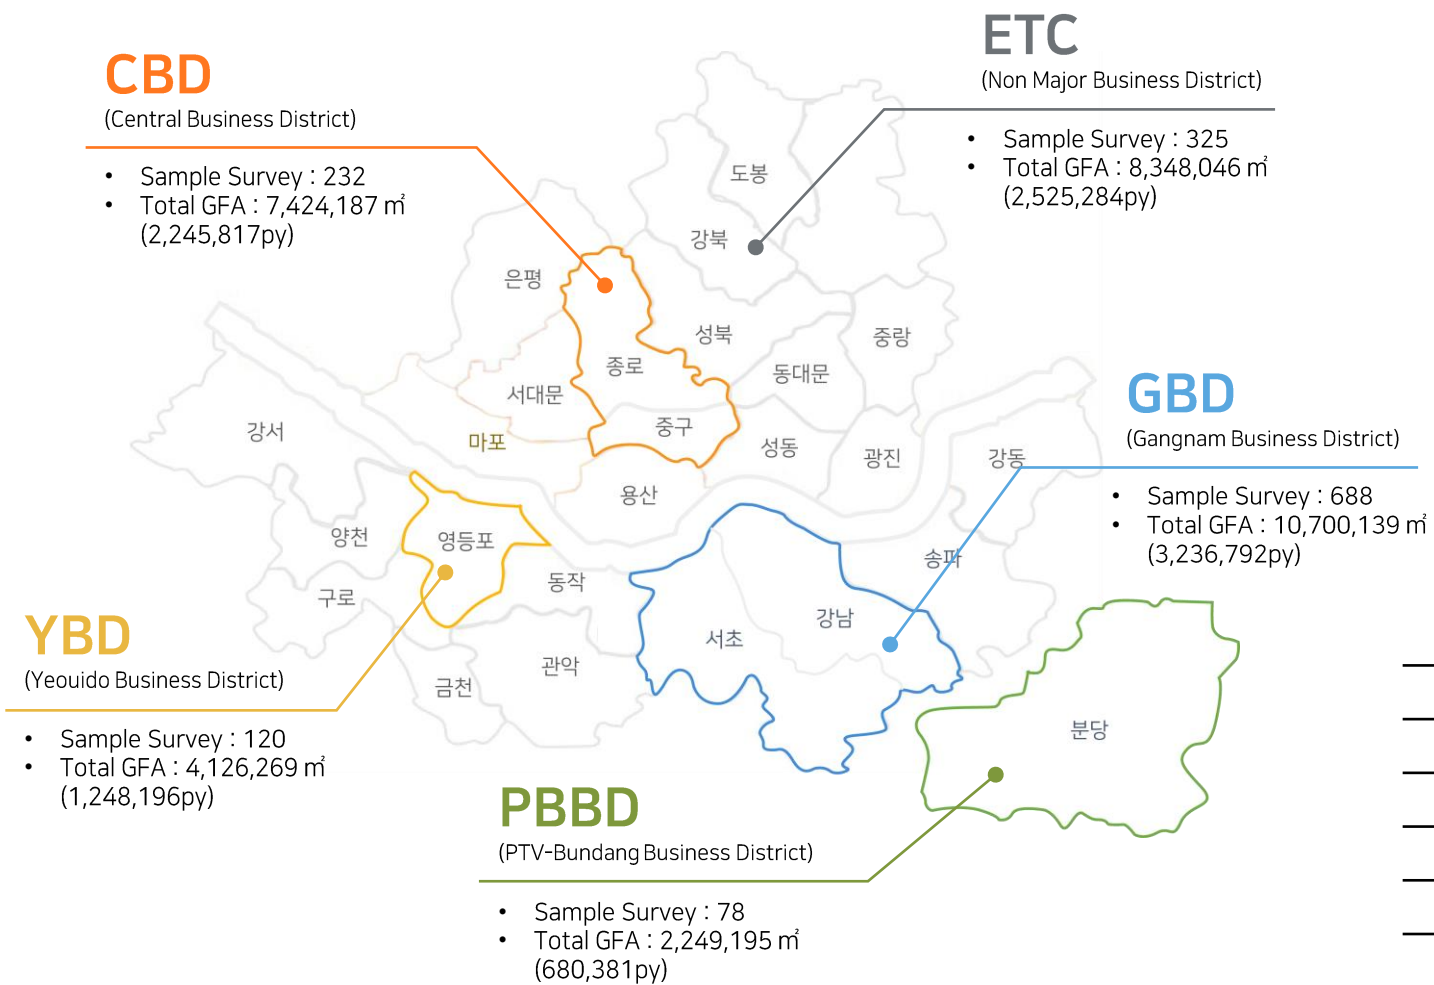 ETC
(Non Major Business District)
• Sample Survey : 325
• Total GFA : 8,348,046 ㎡
(2,525,284py)
CBD
(Central Business District)
• Sample Survey : 232
• Total GFA : 7,424,187 ㎡
(2,245,817py)
도봉
강북
은평
성북
중랑
종로
동대문
서대문
강서
마포
중구
성동
광진
강동
용산
양천
영등포
동작
송파
구로
서초
강남
관악
금천
분당
GBD
(Gangnam Business District)
• Sample Survey : 688
• Total GFA : 10,700,139 ㎡
(3,236,792py)
YBD
(Yeouido Business District)
• Sample Survey : 120
• Total GFA : 4,126,269 ㎡
(1,248,196py)
PBBD
(PTV-Bundang Business District)
• Sample Survey : 78
• Total GFA : 2,249,195 ㎡
(680,381py)